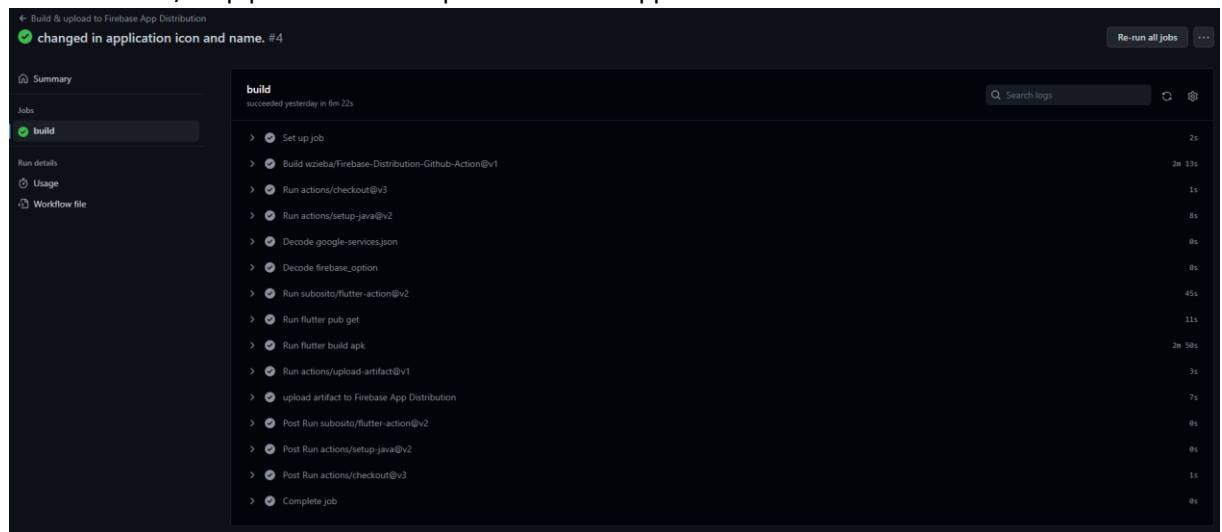 ← Build & upload to Firebase App Distribution
changed in application icon and name. #4
Re-run all jobs ...
Summary
Jobs
build
Run details
Usage
Workflow file
build
succeeded yesterday in 6m 22s
Search logs
Set up job 2s
Build wzieba/Firebase-Distribution-Github-Action@v1 2m 13s
Run actions/checkout@v3 1s
Run actions/setup-java@v2 8s
Decode google-services.json 0s
Decode firebase_option 0s
Run subosito/flutter-action@v2 45s
Run flutter pub get 11s
Run flutter build apk 2m 50s
Run actions/upload-artifact@v1 3s
upload artifact to Firebase App Distribution 7s
Post Run subosito/flutter-action@v2 0s
Post Run actions/setup-java@v2 0s
Post Run actions/checkout@v3 1s
Complete job 0s